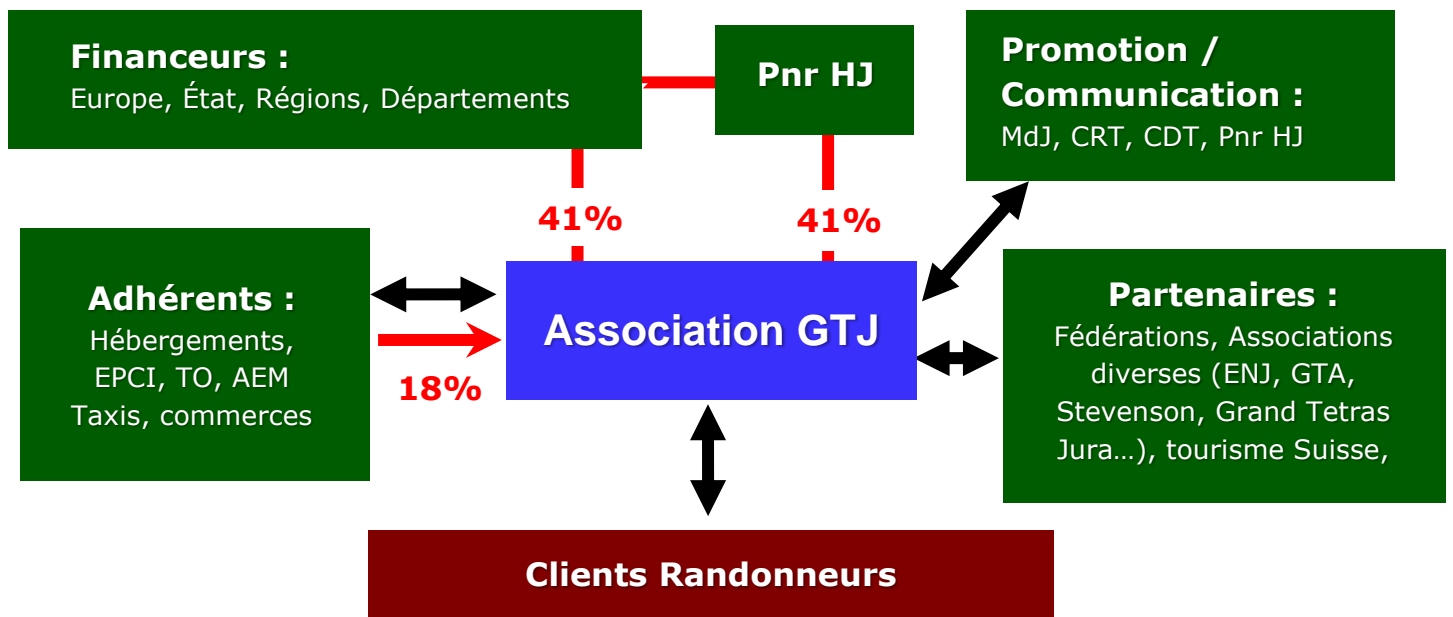 Financeurs :
Europe, État, Régions, Départements
Pnr HJ
Promotion /
Communication :
MdJ, CRT, CDT, Pnr HJ
41%
41%
Adhérents :
Hébergements,
EPCI, TO, AEM
Taxis, commerces
18%
Association GTJ
Partenaires :
Fédérations, Associations
diverses (ENJ, GTA,
Stevenson, Grand Tetras
Jura…), tourisme Suisse,
Clients Randonneurs